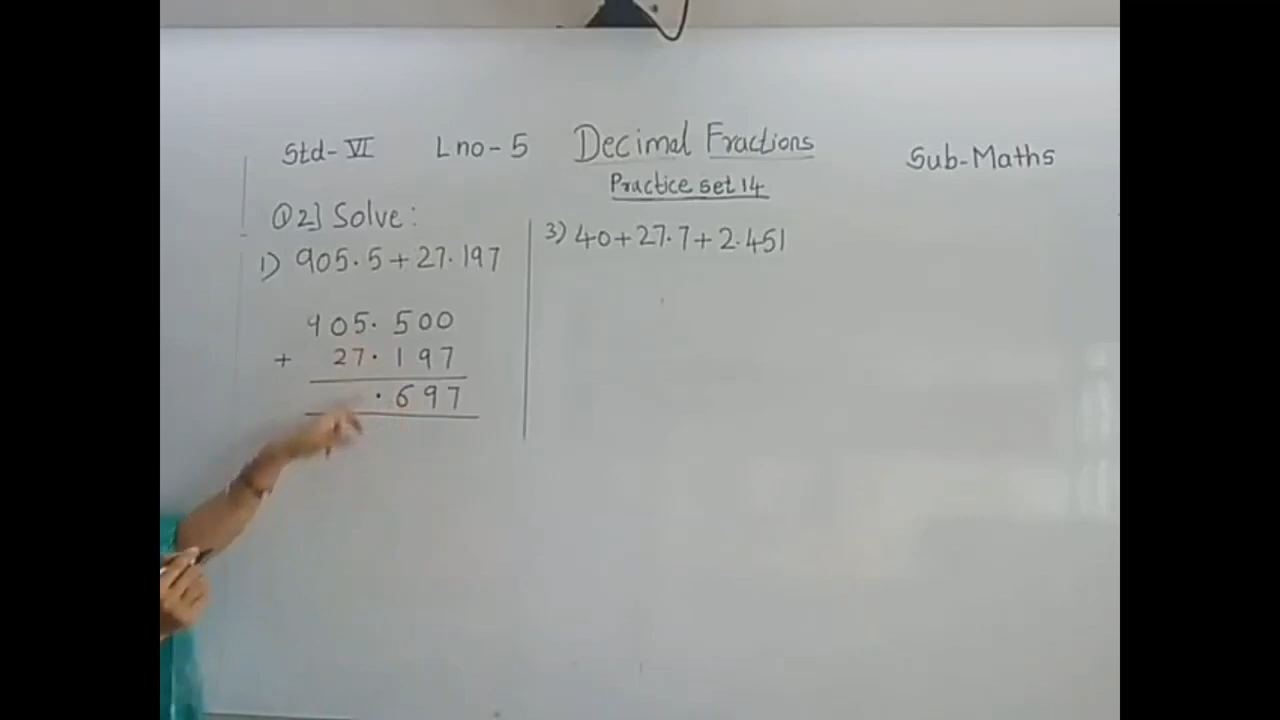 Std-VI Lno-5 Decimal Fractions Sub-Maths
Practice set 14
Q2] Solve:
1) 905.5+27.197
905.500
+ 27.197
.697
3) 40+27.7+2.451